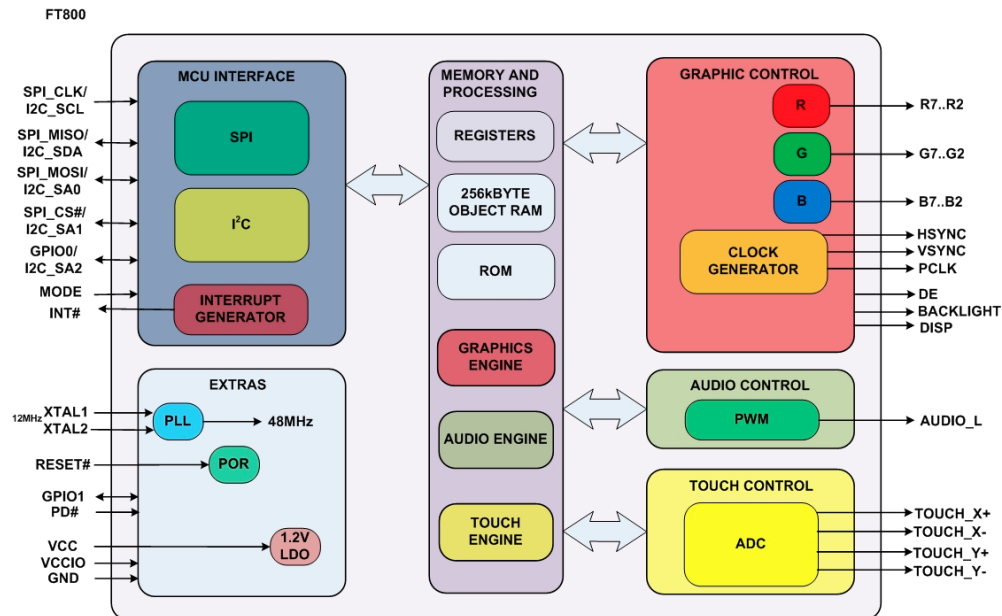 FT800
MCU INTERFACE
SPI_CLK/
I2C_SCL
SPI_MISO/
I2C_SDA
SPI_MOSI/
I2C_SA0
SPI_CS#/
I2C_SA1
GPIO0/
I2C_SA2
MODE
INT#
SPI
I²C
INTERRUPT
GENERATOR
EXTRAS
12MHz
XTAL1
XTAL2
PLL
48MHz
RESET#
POR
GPIO1
PD#
VCC
VCCIO
GND
1.2V
LDO
MEMORY AND
PROCESSING
REGISTERS
256kBYTE
OBJECT RAM
ROM
GRAPHICS
ENGINE
AUDIO ENGINE
TOUCH
ENGINE
GRAPHIC CONTROL
R
R7..R2
G
G7..G2
B
B7..B2
CLOCK
GENERATOR
HSYNC
VSYNC
PCLK
DE
BACKLIGHT
DISP
AUDIO CONTROL
PWM
AUDIO_L
TOUCH CONTROL
ADC
TOUCH_X+
TOUCH_X-
TOUCH_Y+
TOUCH_Y-